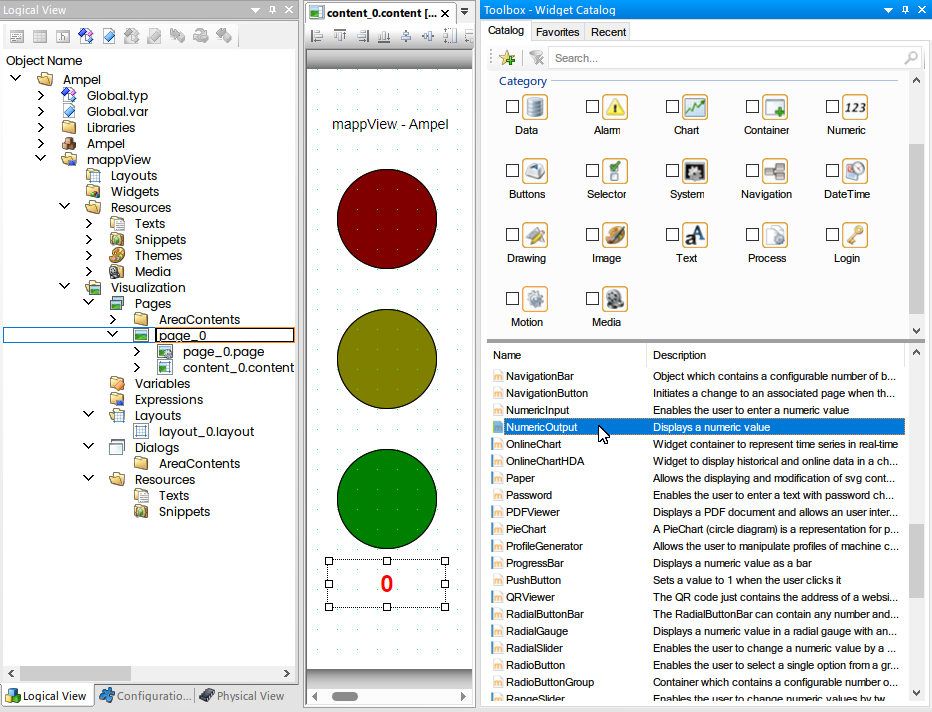 Logical View
Object Name
Ampel
Global.typ
Global.var
Libraries
Ampel
mappView
Layouts
Widgets
Resources
Texts
Snippets
Themes
Media
Visualization
Pages
AreaContents
page_0
page_0.page
content_0.content
Variables
Expressions
Layouts
layout_0.layout
Dialogs
AreaContents
Resources
Texts
Snippets
Logical View
Configuratio...
Physical View
content_0.content [...
mappView - Ampel
0
Toolbox - Widget Catalog
Catalog Favorites Recent
Search...
Category
Data Alarm Chart Container Numeric
123
Buttons Selector System Navigation DateTime
Drawing Image Text Process Login
Motion Media
Name Description
NavigationBar Object which contains a configurable number of b...
NavigationButton Initiates a change to an associated page when th...
NumericInput Enables the user to enter a numeric value
NumericOutput Displays a numeric value
OnlineChart Widget container to represent time series in real-time
OnlineChartHDA Widget to display historical and online data in a ch...
Paper Allows the displaying and modification of svg cont...
Password Enables the user to enter a text with password ch...
PDFViewer Displays a PDF document and allows an user inter...
PieChart A PieChart (circle diagram) is a representation for p...
ProfileGenerator Allows the user to manipulate profiles of machine c...
ProgressBar Displays a numeric value as a bar
PushButton Sets a value to 1 when the user clicks it
QRViewer The QR code just contains the address of a websi...
RadialButtonBar The RadialButtonBar can contain any number and...
RadialGauge Displays a numeric value in a radial gauge with an...
RadialSlider Enables the user to change a numeric value by a ...
RadioButton Enables the user to select a single option from a gr...
RadioButtonGroup Container which contains a configurable number o...
RangeSlider Enables the user to change numeric values by tw...